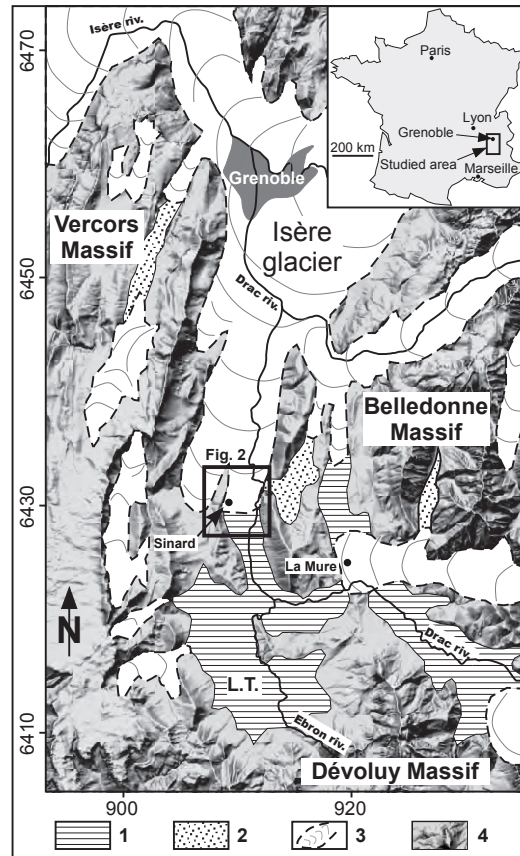 6470
6450
6430
6410
Isère riv.
Paris
Lyon
Grenoble
200 km
Studied area
Marseille
Grenoble
Vercors
Massif
Isère
glacier
Drac riv.
Belledonne
Massif
Fig. 2
Sinard
La Mure
N
Drac riv.
L.T.
Ebron riv.
Dévoluy Massif
900
920
1
2
3
4